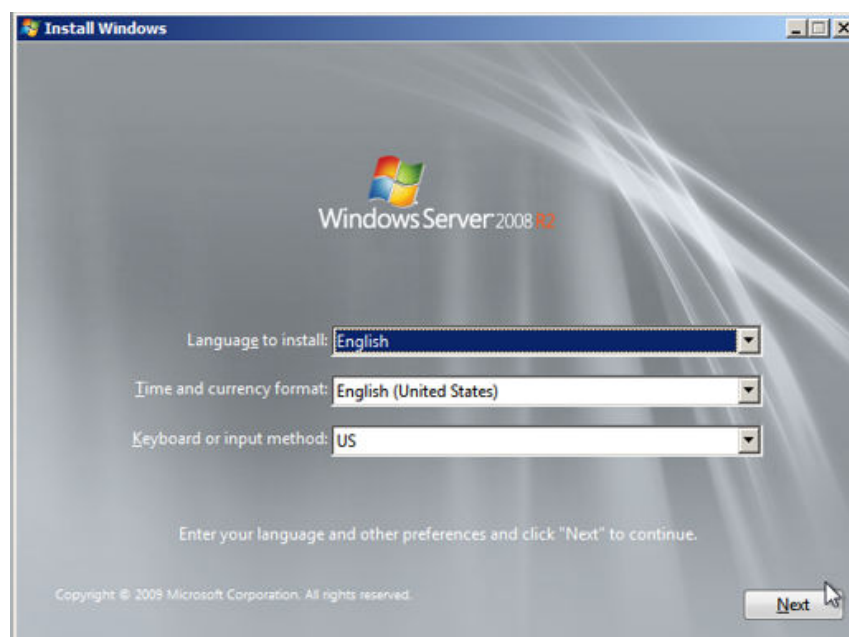 Install Windows
Windows Server 2008 R2
Language to install: English
Time and currency format: English (United States)
Keyboard or input method: US
Enter your language and other preferences and click "Next" to continue.
Copyright © 2009 Microsoft Corporation. All rights reserved.
Next